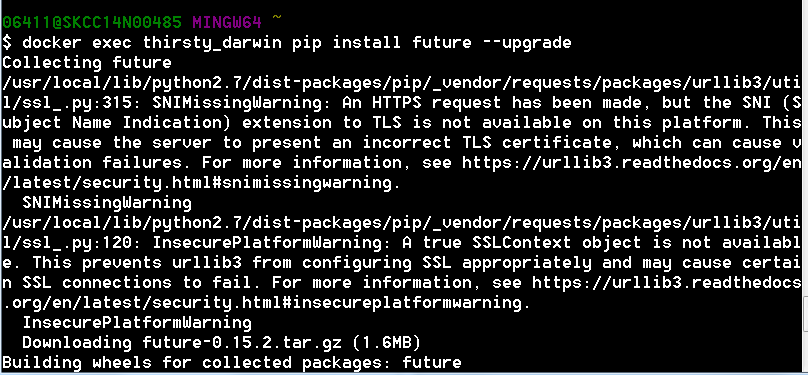 06411@SKCC14N00485 MINGW64 ~
$ docker exec thirsty_darwin pip install future --upgrade
Collecting future
/usr/local/lib/python2.7/dist-packages/pip/_vendor/requests/packages/urllib3/uti
l/ssl_.py:315: SNIMissingWarning: An HTTPS request has been made, but the SNI (S
ubject Name Indication) extension to TLS is not available on this platform. This
 may cause the server to present an incorrect TLS certificate, which can cause v
alidation failures. For more information, see https://urllib3.readthedocs.org/en
/latest/security.html#snimissingwarning.
  SNIMissingWarning
/usr/local/lib/python2.7/dist-packages/pip/_vendor/requests/packages/urllib3/uti
l/ssl_.py:120: InsecurePlatformWarning: A true SSLContext object is not availabl
e. This prevents urllib3 from configuring SSL appropriately and may cause certai
n SSL connections to fail. For more information, see https://urllib3.readthedocs
.org/en/latest/security.html#insecureplatformwarning.
  InsecurePlatformWarning
  Downloading future-0.15.2.tar.gz (1.6MB)
Building wheels for collected packages: future